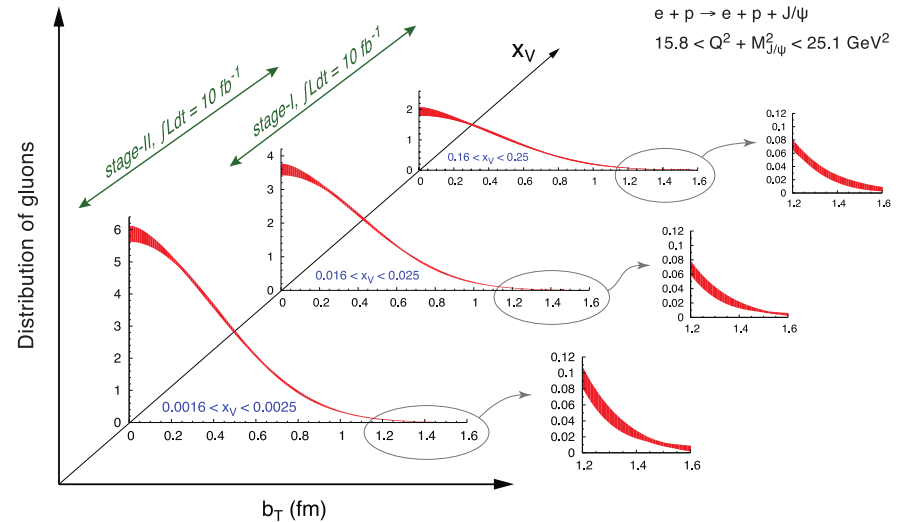 e + p → e + p + J/ψ
15.8 < Q² + M²_J/ψ < 25.1 GeV²
stage-II, ∫Ldt = 10 fb⁻¹
stage-I, ∫Ldt = 10 fb⁻¹
x_V
Distribution of gluons
2
1
0
0.16 < x_V < 0.25
0 0.2 0.4 0.6 0.8 1 1.2 1.4 1.6
0.12
0.1
0.08
0.06
0.04
0.02
0
1.2 1.4 1.6
4
3
2
1
0
0.016 < x_V < 0.025
0 0.2 0.4 0.6 0.8 1 1.2 1.4 1.6
0.12
0.1
0.08
0.06
0.04
0.02
0
1.2 1.4 1.6
6
5
4
3
2
1
0
0.0016 < x_V < 0.0025
0 0.2 0.4 0.6 0.8 1 1.2 1.4 1.6
0.12
0.1
0.08
0.06
0.04
0.02
0
1.2 1.4 1.6
b_T (fm)